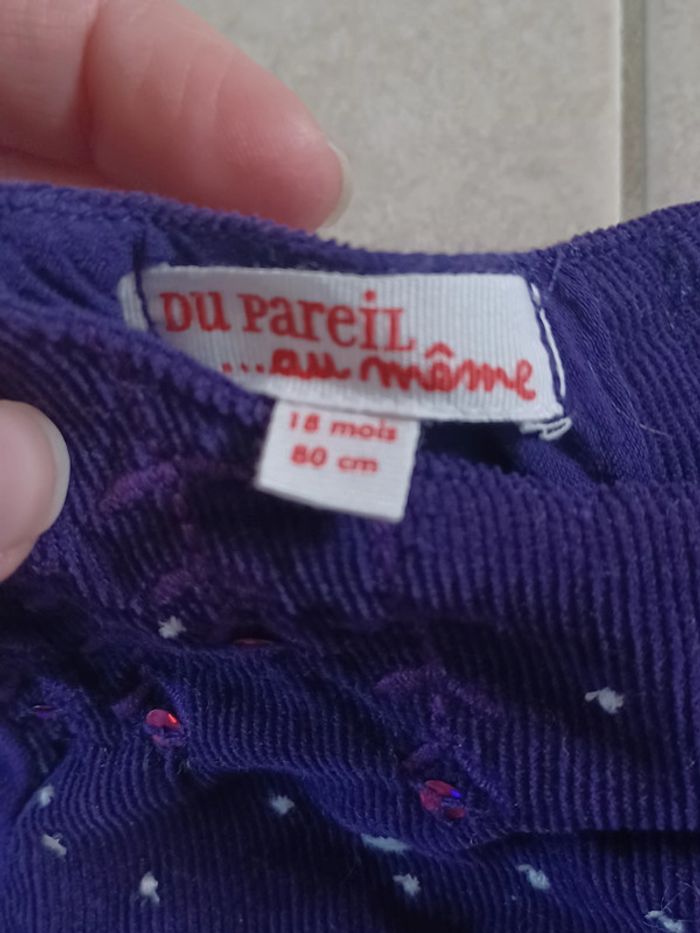 DU PAREIL
...au même
18 mois
80 cm